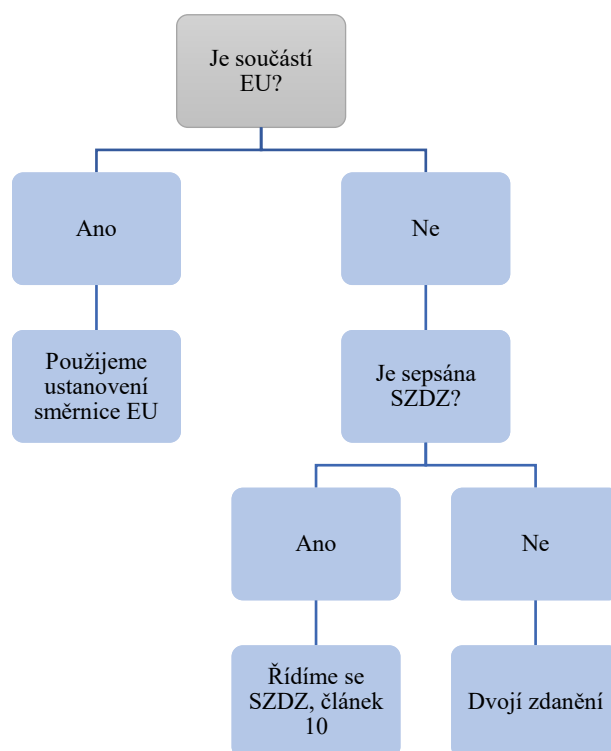 Je součástí
EU?
Ano
Ne
Použijeme
ustanovení
směrnice EU
Je sepsána
SZDZ?
Ano
Ne
Řídíme se
SZDZ, článek
10
Dvojí zdanění